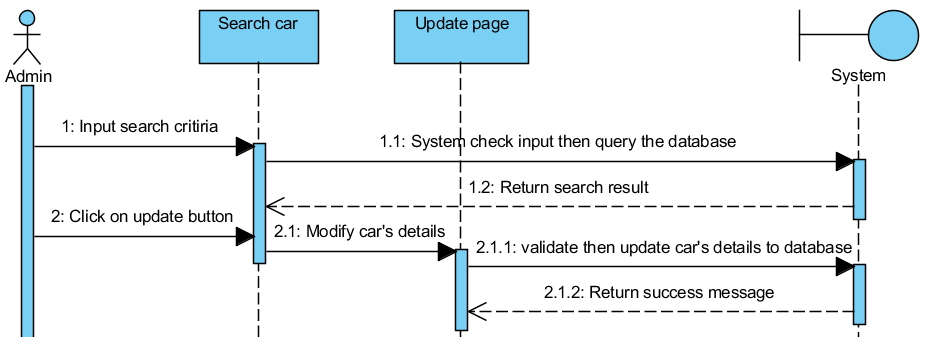 Search car
Update page
Admin
System
1: Input search critiria
1.1: System check input then query the database
1.2: Return search result
2: Click on update button
2.1: Modify car's details
2.1.1: validate then update car's details to database
2.1.2: Return success message